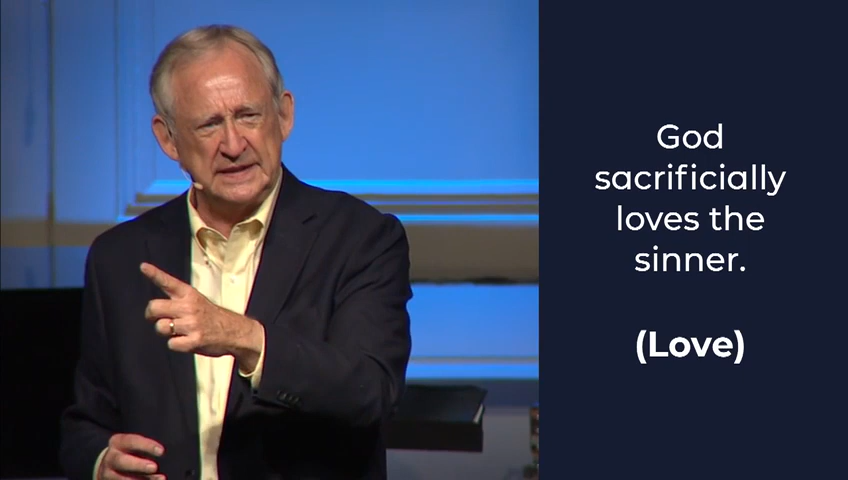 God
sacrificially
loves the
sinner.
(Love)